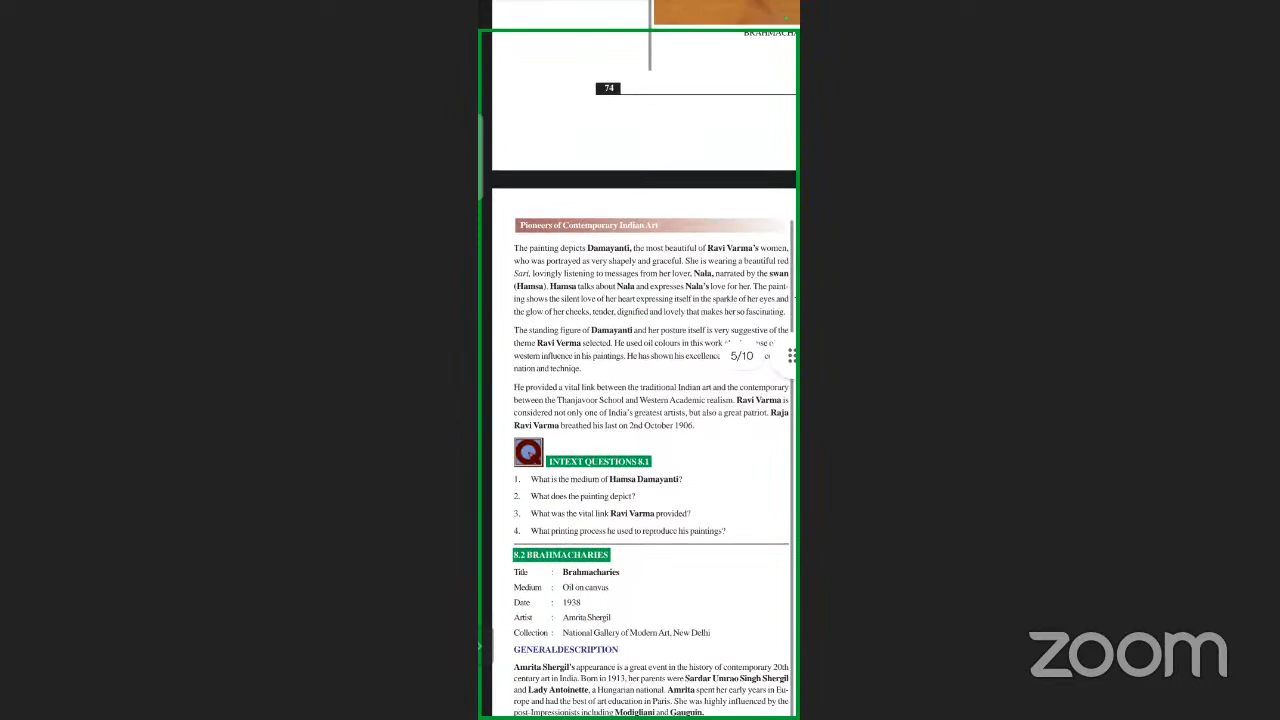 BRAHMACHA
74
Pioneers of Contemporary Indian Art
The painting depicts Damayanti, the most beautiful of Ravi Varma's women,
who was portrayed as very shapely and graceful. She is wearing a beautiful red
Sari, lovingly listening to messages from her lover, Nala, narrated by the swan
(Hamsa). Hamsa talks about Nala and expresses Nala's love for her. The paint-
ing shows the silent love of her heart expressing itself in the sparkle of her eyes and
the glow of her cheeks, tender, dignified and lovely that makes her so fascinating.
The standing figure of Damayanti and her posture itself is very suggestive of the
theme Ravi Verma selected. He used oil colours in this work
western influence in his paintings. He has shown his 5/10
nation and techniqe.
He provided a vital link between the traditional Indian art and the contemporary
between the Thanjavoor School and Western Academic realism. Ravi Varma is
considered not only one of India's greatest artists, but also a great patriot. Raja
Ravi Varma breathed his last on 2nd October 1906.
INTEXT QUESTIONS 8.1
1. What is the medium of Hamsa Damayanti?
2. What does the painting depict?
3. What was the vital link Ravi Varma provided?
4. What printing process he used to reproduce his paintings?
8.2 BRAHMACHARIES
Title : Brahmacharies
Medium : Oil on canvas
Date : 1938
Artist : Amrita Shergil
Collection : National Gallery of Modern Art, New Delhi
GENERALDESCRIPTION
Amrita Shergil's appearance is a great event in the history of contemporary 20th
century art in India. Born in 1913, her parents were Sardar Umrao Singh Shergil
and Lady Antoinette, a Hungarian national. Amrita spent her early years in Eu-
rope and had the best of art education in Paris. She was highly influenced by the
post-Impressionists including Modigliani and Gauguin.
zoom